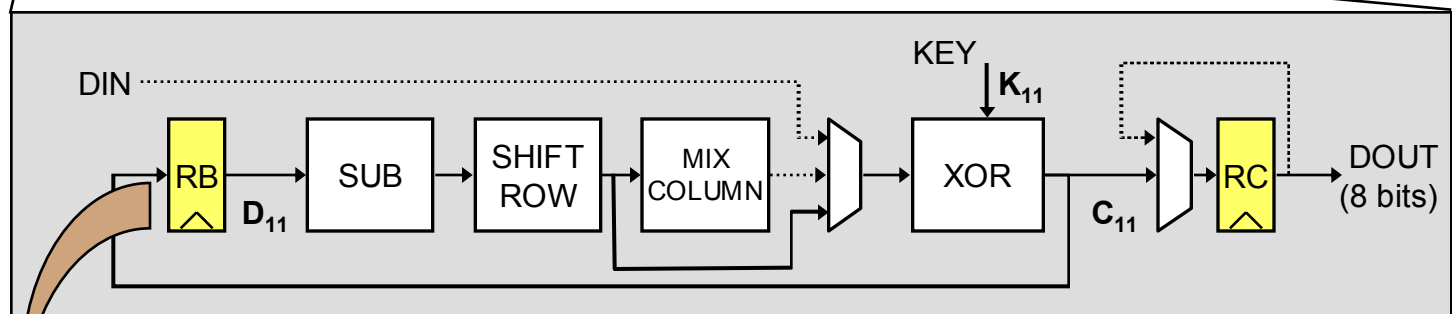 KEY
DIN
K11
RB
SUB
SHIFT
ROW
MIX
COLUMN
XOR
RC
DOUT
(8 bits)
D11
C11